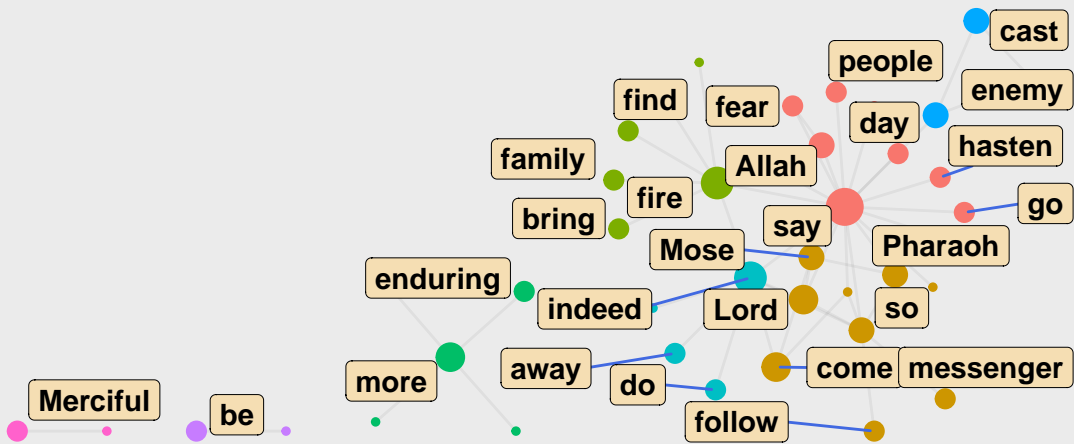 cast
people
enemy
find
fear
day
hasten
family
Allah
fire
go
bring
say
Mose
Pharaoh
enduring
indeed
Lord
so
away
come
messenger
more
do
Merciful
be
follow